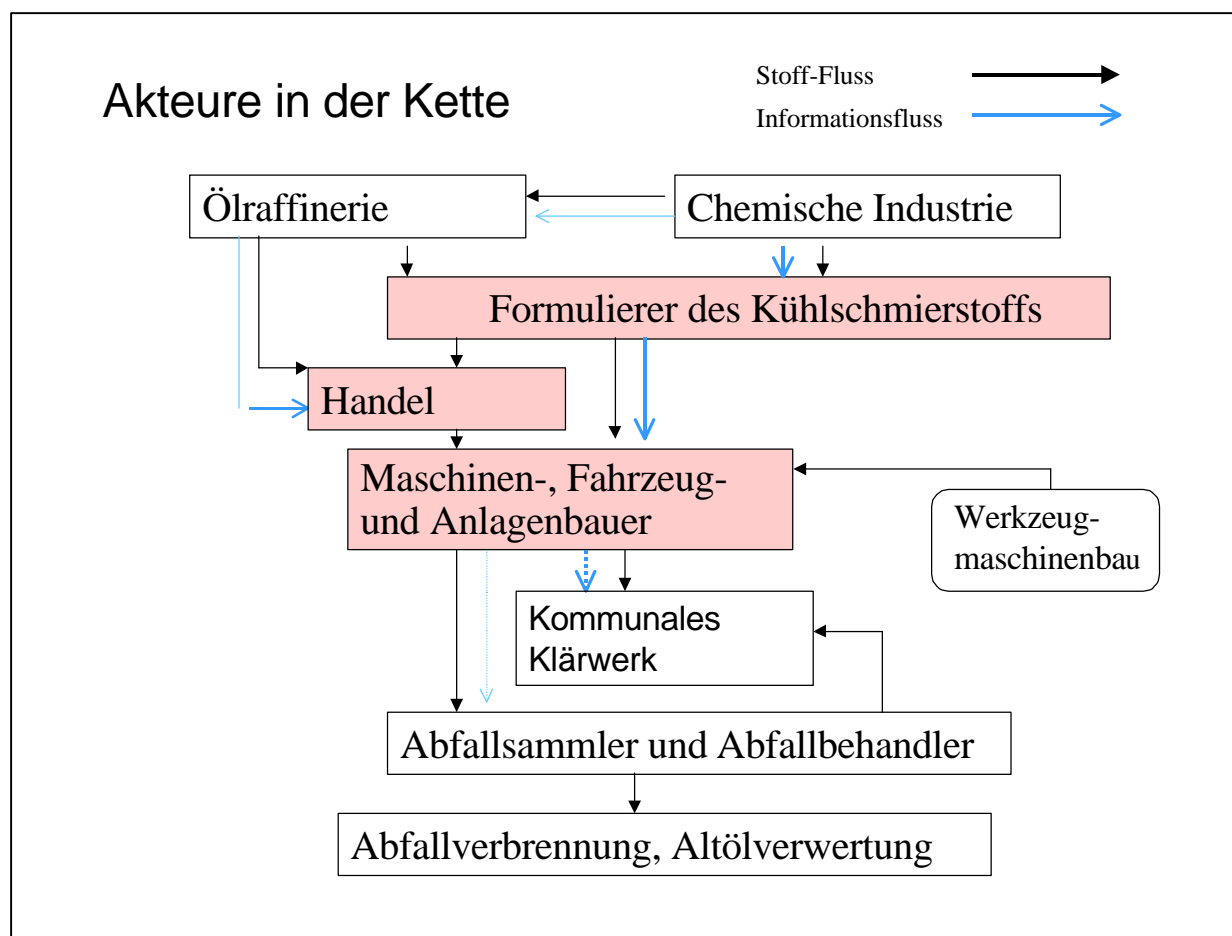 Akteure in der Kette
Stoff-Fluss
Informationsfluss
Ölraffinerie
Chemische Industrie
Formulierer des Kühlschmierstoffs
Handel
Maschinen-, Fahrzeug-
und Anlagenbauer
Werkzeug-
maschinenbau
Kommunales
Klärwerk
Abfallsammler und Abfallbehandler
Abfallverbrennung, Altölverwertung